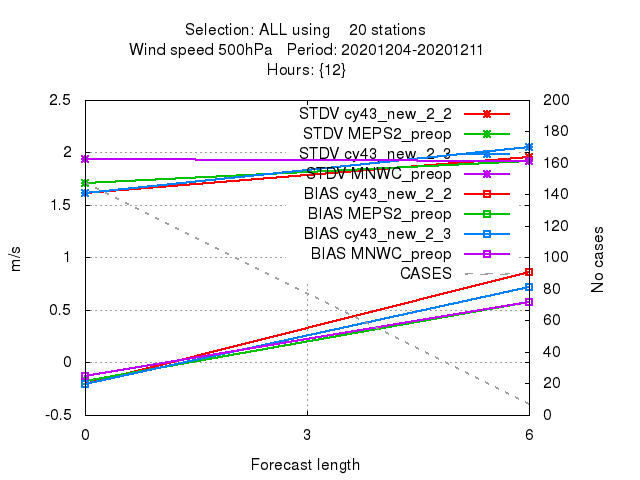 Selection: ALL using    20 stations
Wind speed 500hPa   Period: 20201204-20201211
Hours: {12}
2.5
2
1.5
1
0.5
0
-0.5
m/s
STDV cy43_new_2_2
STDV MEPS2_preop
STDV cy43_new_2_3
STDV MNWC_preop
BIAS cy43_new_2_2
BIAS MEPS2_preop
BIAS cy43_new_2_3
BIAS MNWC_preop
CASES
200
180
160
140
120
100
80
60
40
20
0
No cases
0 3 6
Forecast length